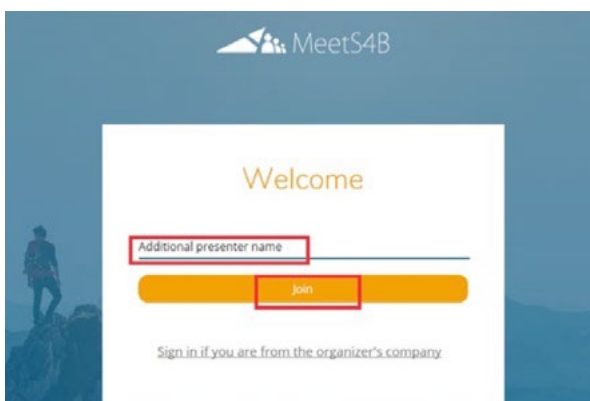 MeetS4B
Welcome
Additional presenter name
Join
Sign in if you are from the organizer's company